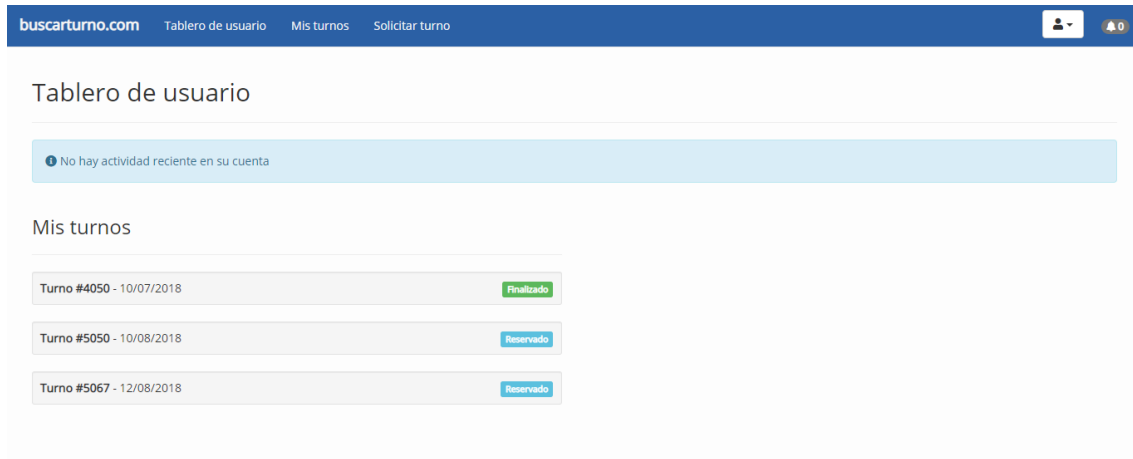 buscarturno.com Tablero de usuario Mis turnos Solicitar turno 0
Tablero de usuario
No hay actividad reciente en su cuenta
Mis turnos
Turno #4050 - 10/07/2018 Finalizado
Turno #5050 - 10/08/2018 Reservado
Turno #5067 - 12/08/2018 Reservado